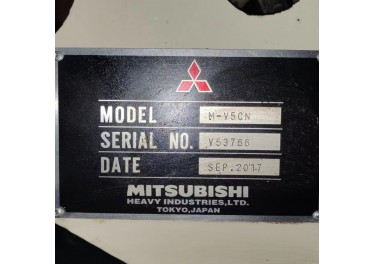 MODEL M-V5CN
SERIAL NO. V53766
DATE SEP.2017
MITSUBISHI
HEAVY INDUSTRIES,LTD.
TOKYO,JAPAN